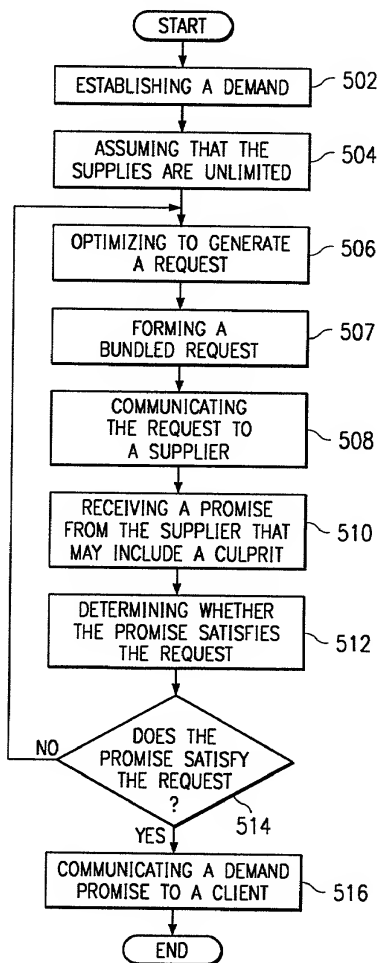 START
ESTABLISHING A DEMAND
502
ASSUMING THAT THE
SUPPLIES ARE UNLIMITED
504
OPTIMIZING TO GENERATE
A REQUEST
506
FORMING A
BUNDLED REQUEST
507
COMMUNICATING
THE REQUEST TO
A SUPPLIER
508
RECEIVING A PROMISE
FROM THE SUPPLIER THAT
MAY INCLUDE A CULPRIT
510
DETERMINING WHETHER
THE PROMISE SATISFIES
THE REQUEST
512
NO
DOES THE
PROMISE SATISFY
THE REQUEST
?
514
YES
COMMUNICATING A DEMAND
PROMISE TO A CLIENT
516
END